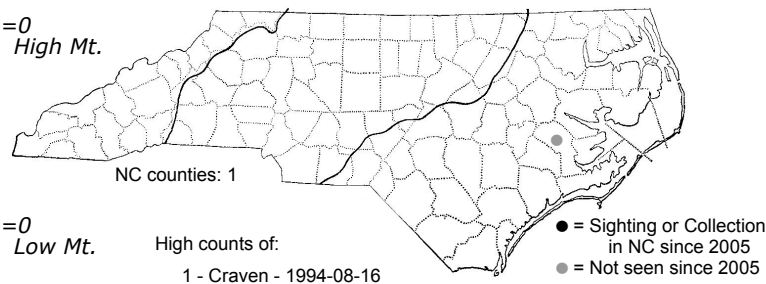 =0
High Mt.
NC counties: 1
=0
Low Mt.
High counts of:
1 - Craven - 1994-08-16
● = Sighting or Collection
in NC since 2005
● = Not seen since 2005